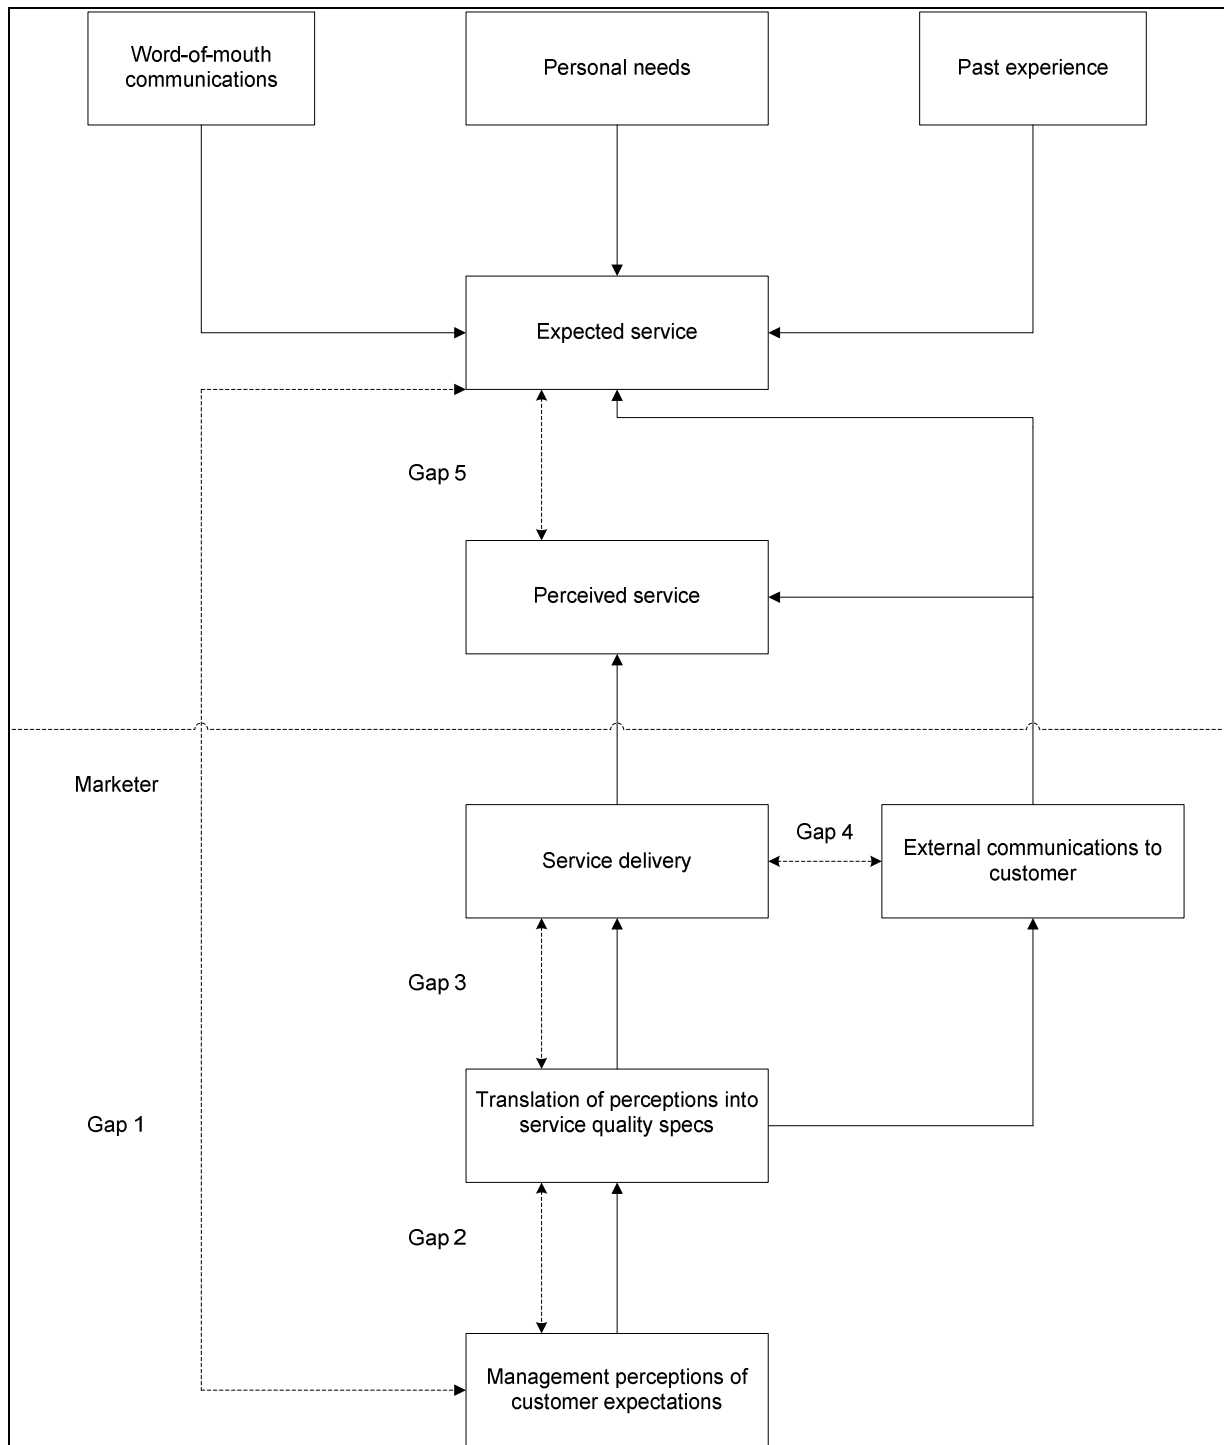 Word-of-mouth
communications
Personal needs
Past experience
Expected service
Gap 5
Perceived service
Marketer
Service delivery
Gap 4
External communications to
customer
Gap 3
Translation of perceptions into
service quality specs
Gap 1
Gap 2
Management perceptions of
customer expectations